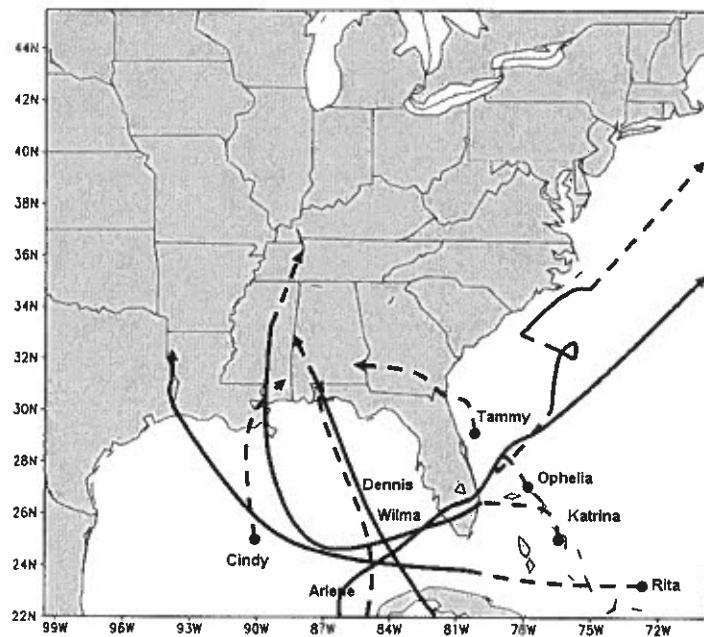 44N
42N
40N
38N
36N
34N
32N
30N
28N
26N
24N
22N
Tammy
Dennis
Ophelia
Wilma
Katrina
Cindy
Arlene
Rita
99W 96W 93W 90W 87W 84W 81W 78W 75W 72W